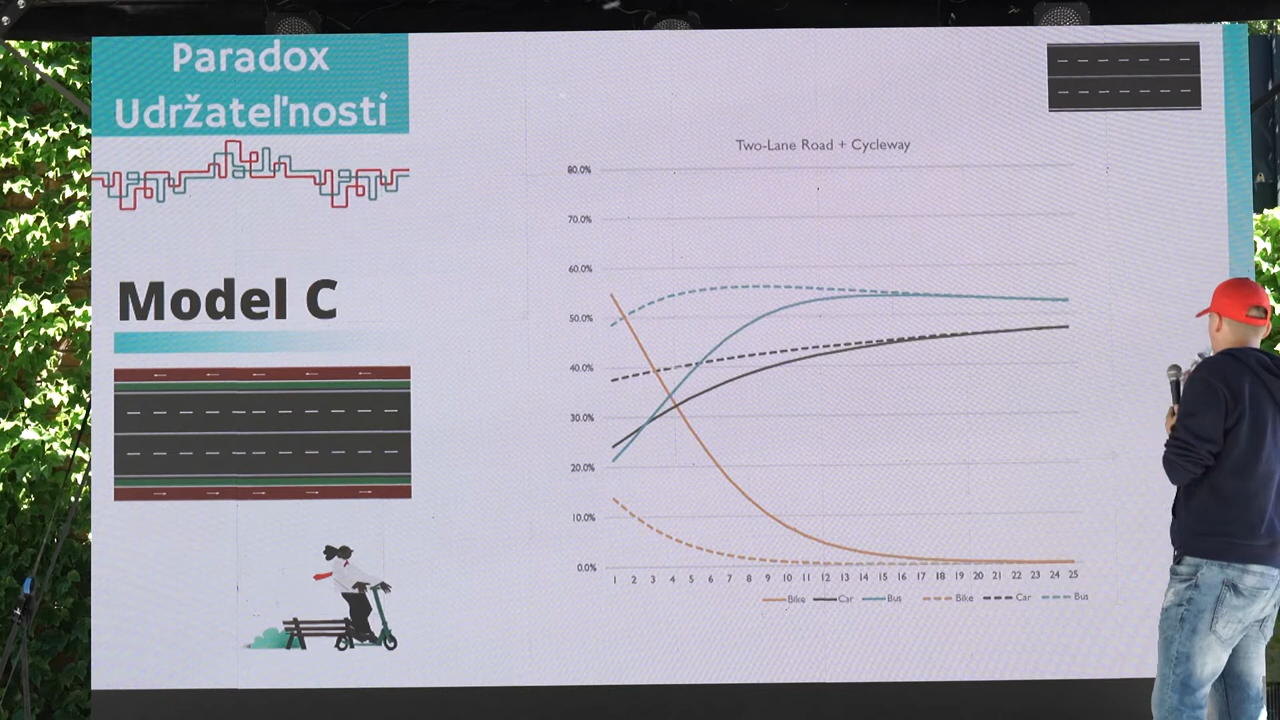 Paradox
Udržateľnosti
Model C
Two-Lane Road + Cycleway
80.0%
70.0%
60.0%
50.0%
40.0%
30.0%
20.0%
10.0%
0.0%
1 2 3 4 5 6 7 8 9 10 11 12 13 14 15 16 17 18 19 20 21 22 23 24 25
Bike Car Bus Bike Car Bus